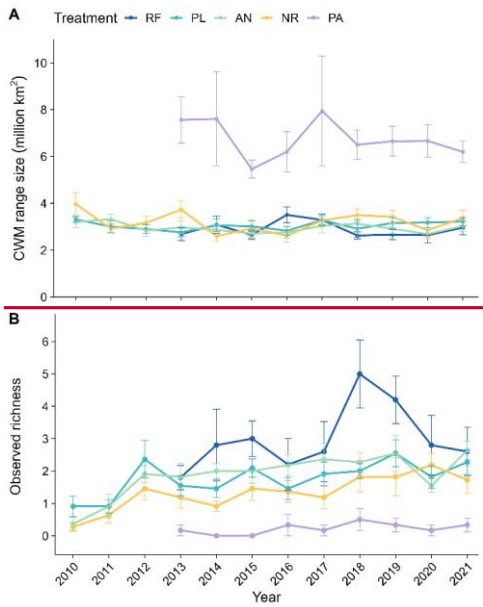 A
Treatment RF PL AN NR PA
CWM range size (million km²)
10
8
6
4
2
0
B
Observed richness
6
5
4
3
2
1
0
2010 2011 2012 2013 2014 2015 2016 2017 2018 2019 2020 2021
Year